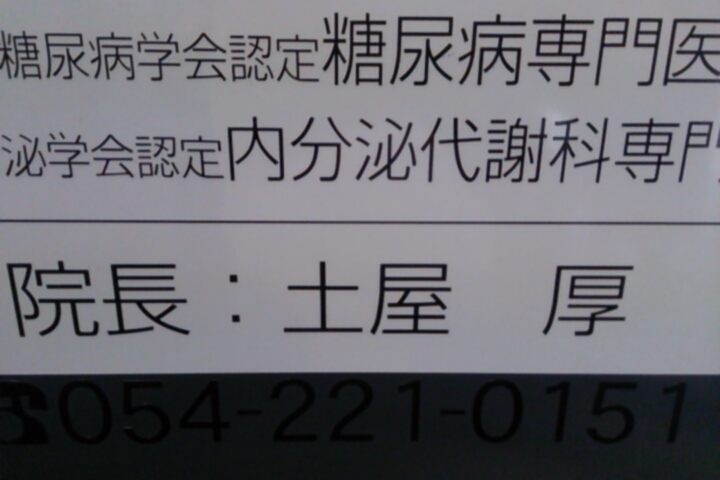 糖尿病学会認定糖尿病専門医
泌学会認定内分泌代謝科専門
院長：土屋　厚
☎054-221-0151